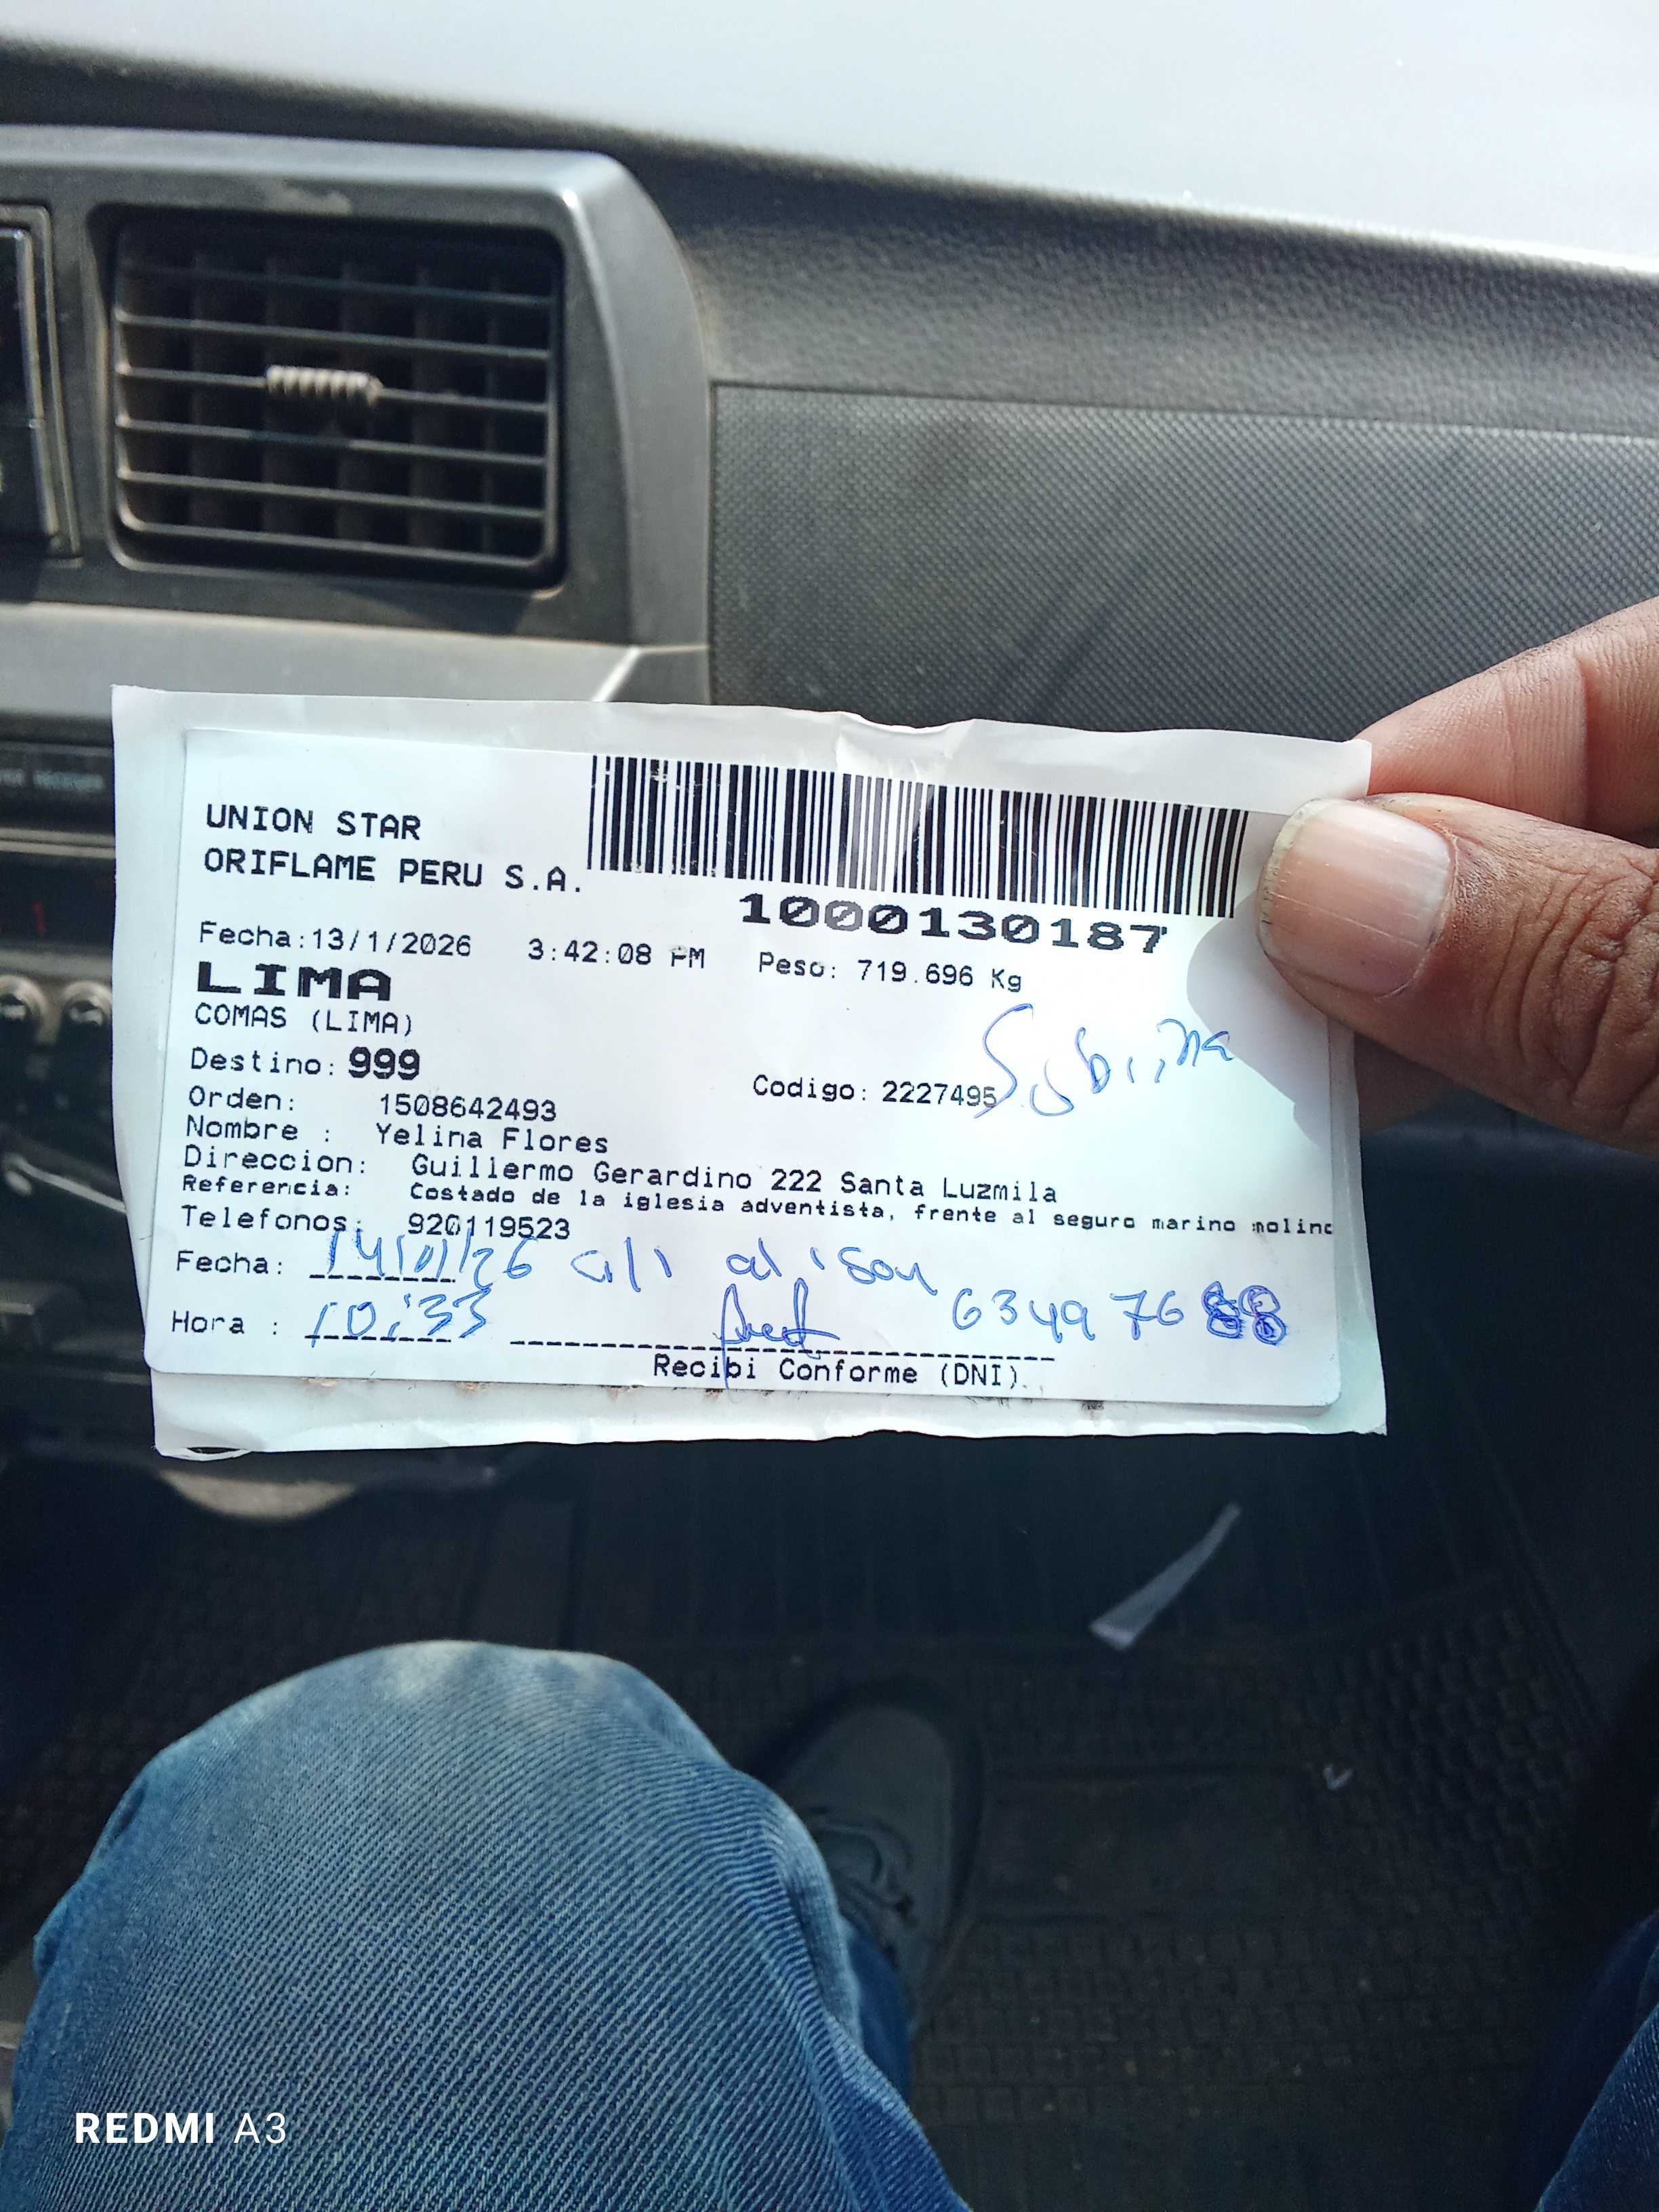 UNION STAR
ORIFLAME PERU S.A.
1000130187
Fecha:13/1/2026 3:42:08 PM Peso: 719.696 Kg
LIMA
COMAS (LIMA)
Destino: 999
Codigo: 2227495
Orden: 1508642493
Nombre : Yelina Flores
Direccion: Guillermo Gerardino 222 Santa Luzmila
Referencia: Costado de la iglesia adventista, frente al seguro marino molino
Telefonos: 920119523
Fecha: 14/01/26
Hora : 10:33 634976
Recibi Conforme (DNI)
REDMI A3